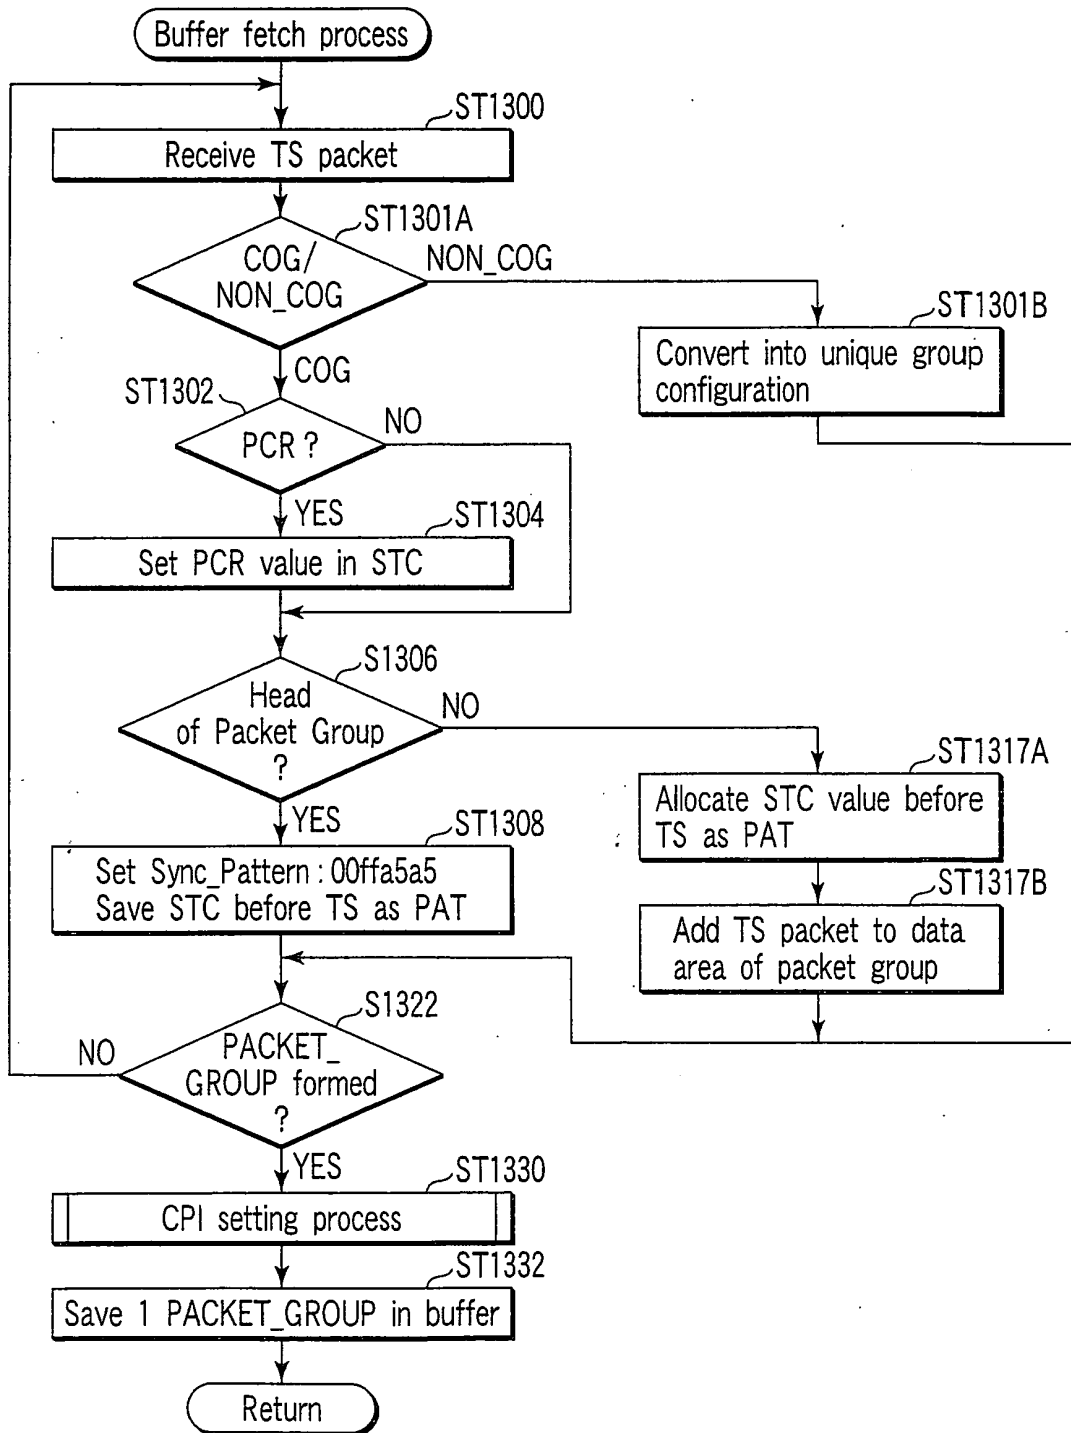 Buffer fetch process
ST1300
Receive TS packet
ST1301A
COG/
NON_COG
NON_COG
ST1301B
Convert into unique group
configuration
COG
ST1302
PCR ?
NO
YES
ST1304
Set PCR value in STC
S1306
Head
of Packet Group
?
NO
ST1317A
Allocate STC value before
TS as PAT
YES
ST1308
Set Sync_Pattern : 00ffa5a5
Save STC before TS as PAT
ST1317B
Add TS packet to data
area of packet group
S1322
PACKET_
GROUP formed
?
NO
YES
ST1330
CPI setting process
ST1332
Save 1 PACKET_GROUP in buffer
Return